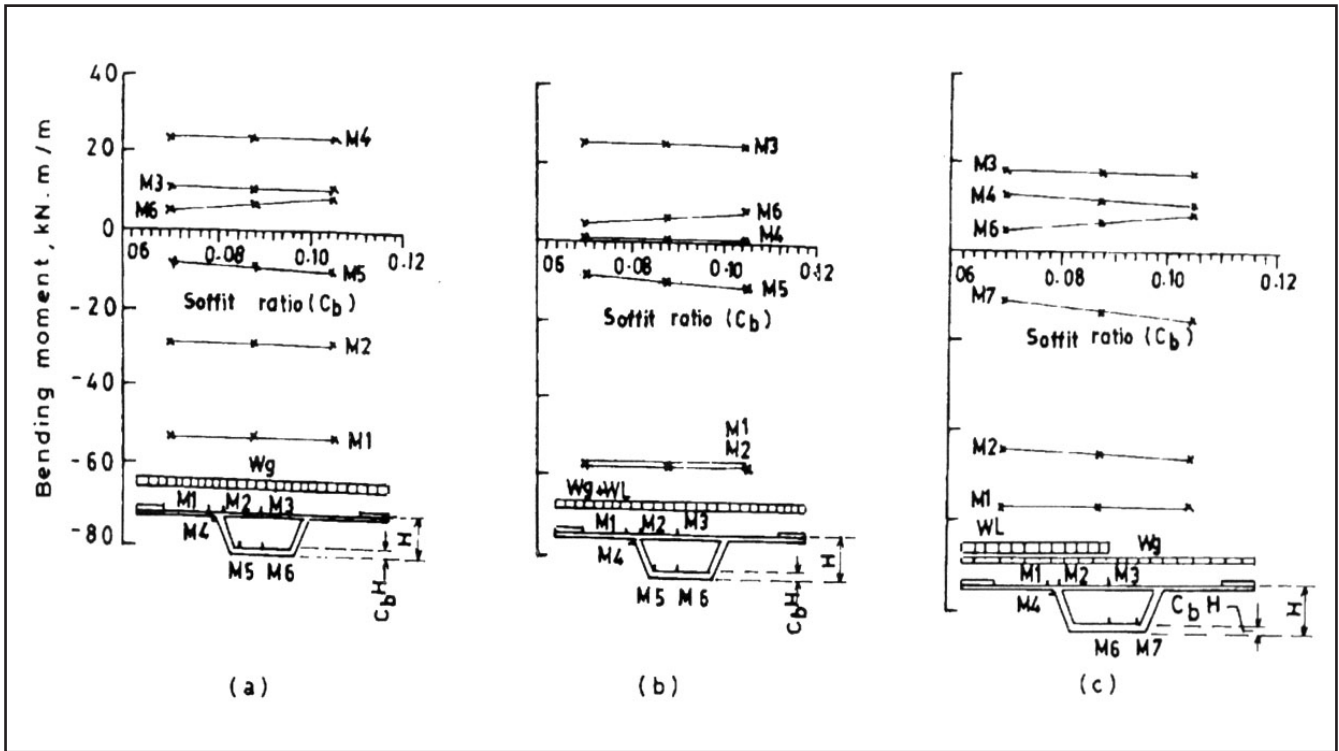 Bending moment, kN.m/m
40
20
0
-20
-40
-60
-80
M4
M3
M6
06 0.08 0.10 0.12
M5
Soffit ratio (Cb)
M2
M1
Wg
M1 M2 M3
M4
M5 M6
H
CbH
(a)
M3
M6
M4
06 0.08 0.10 0.12
M5
Soffit ratio (Cb)
M1
M2
Wg+WL
M1 M2 M3
M4
M5 M6
H
CbH
(b)
M3
M4
M6
06 0.08 0.10 0.12
M7
Soffit ratio (Cb)
M2
M1
WL
Wg
M1 M2 M3
M4
CbH
H
M6 M7
(c)